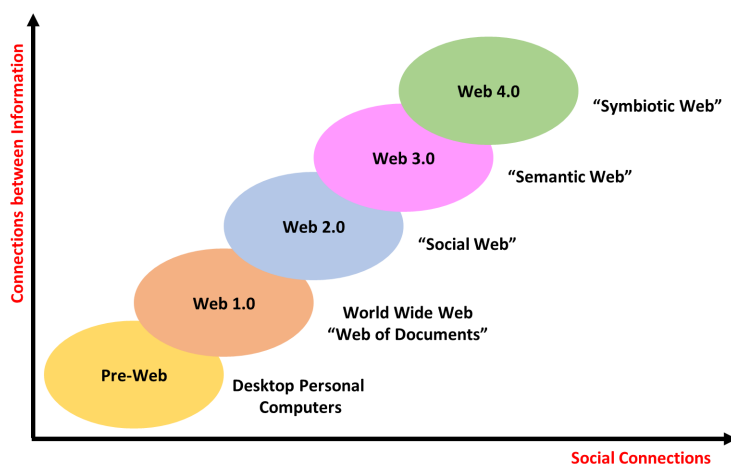 Connections between Information
Web 4.0
“Symbiotic Web”
Web 3.0
“Semantic Web”
Web 2.0
“Social Web”
Web 1.0
World Wide Web
“Web of Documents”
Pre-Web
Desktop Personal
Computers
Social Connections